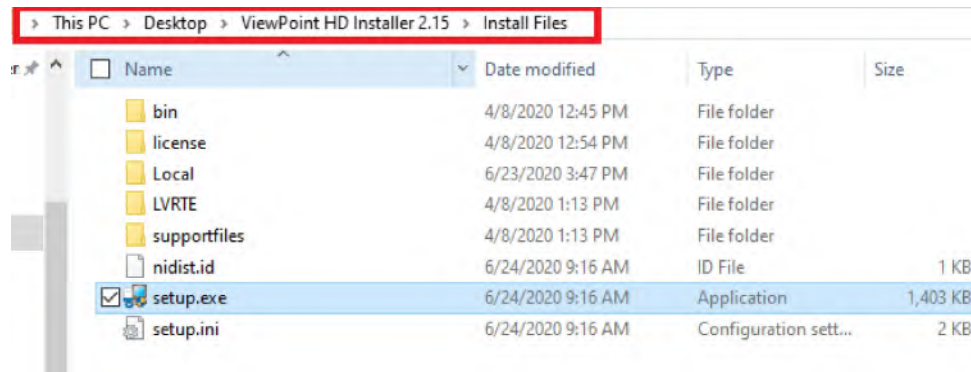 > This PC > Desktop > ViewPoint HD Installer 2.15 > Install Files
Name Date modified Type Size
bin 4/8/2020 12:45 PM File folder
license 4/8/2020 12:54 PM File folder
Local 6/23/2020 3:47 PM File folder
LVRTE 4/8/2020 1:13 PM File folder
supportfiles 4/8/2020 1:13 PM File folder
nidist.id 6/24/2020 9:16 AM ID File 1 KB
setup.exe 6/24/2020 9:16 AM Application 1,403 KB
setup.ini 6/24/2020 9:16 AM Configuration sett... 2 KB